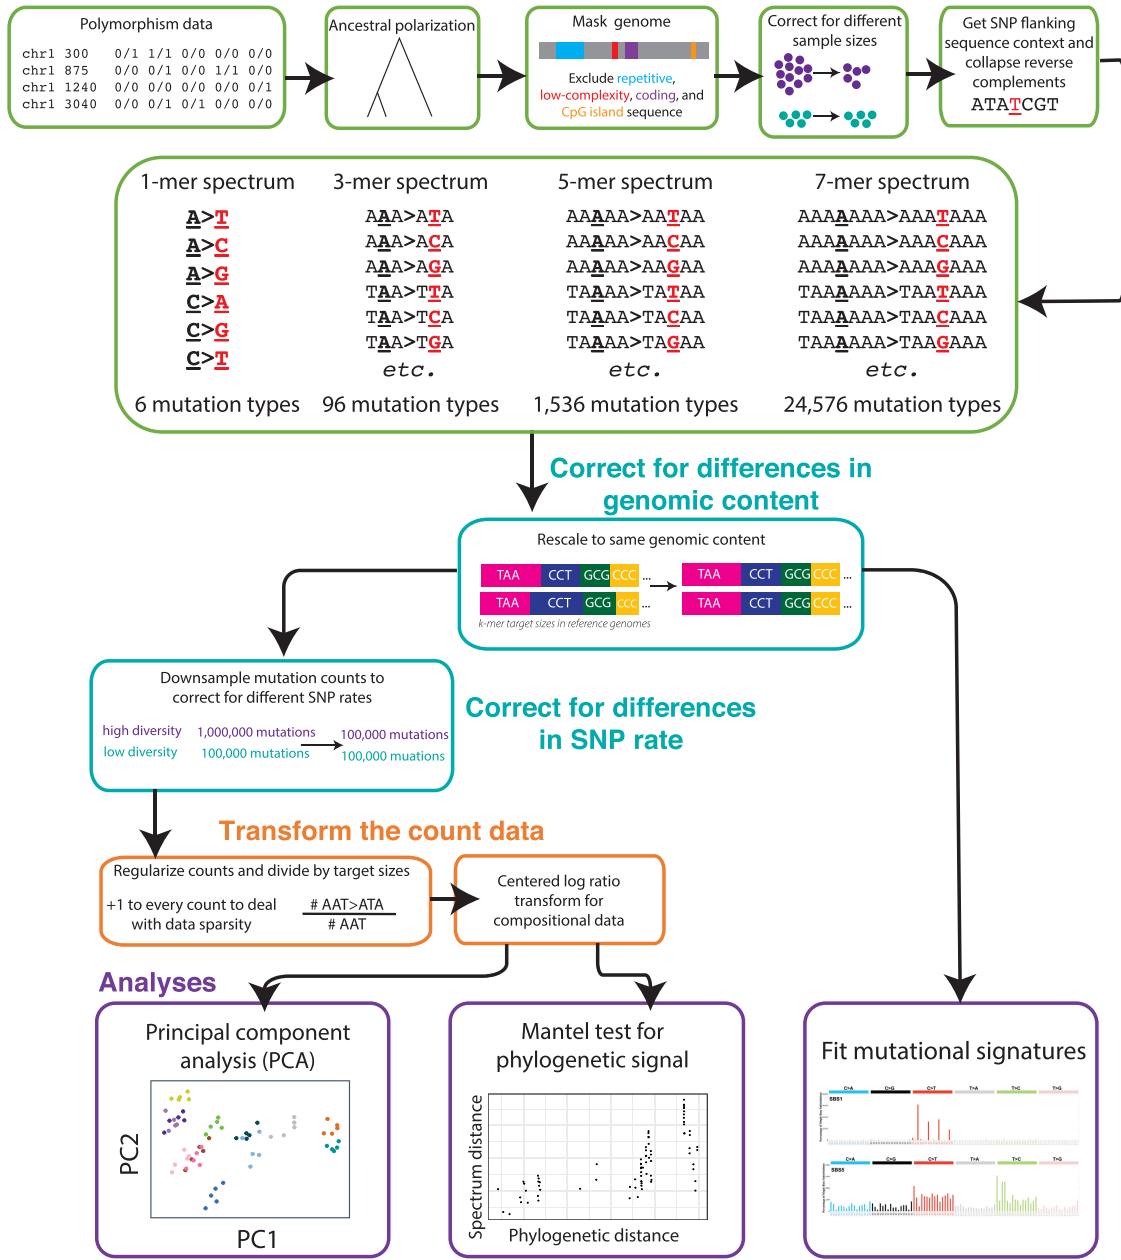 Polymorphism data
chr1 300 0/1 1/1 0/0 0/0 0/0
chr1 875 0/0 0/1 0/0 1/1 0/0
chr1 1240 0/0 0/0 0/0 0/0 0/1
chr1 3040 0/0 0/1 0/1 0/0 0/0
Ancestral polarization
Mask genome
Exclude repetitive,
low-complexity, coding, and
CpG island sequence
Correct for different
sample sizes
Get SNP flanking
sequence context and
collapse reverse
complements
ATATCGT
1-mer spectrum
A>T
A>C
A>G
C>A
C>G
C>T
6 mutation types
3-mer spectrum
AAA>ATA
AAA>ACA
AAA>AGA
TAA>TTA
TAA>TCA
TAA>TGA
etc.
96 mutation types
5-mer spectrum
AAAAA>AATAA
AAAAA>AACAA
AAAAA>AAGAA
TAAAA>TATAA
TAAAA>TACAA
TAAAA>TAGAA
etc.
1,536 mutation types
7-mer spectrum
AAAAAAA>AAATAAA
AAAAAAA>AAACAAA
AAAAAAA>AAAGAAA
TAAAAAA>TAATAAA
TAAAAAA>TAACAAA
TAAAAAA>TAAGAAA
etc.
24,576 mutation types
Correct for differences in
genomic content
Rescale to same genomic content
TAA CCT GCG CCC ... TAA CCT GCG CCC ...
TAA CCT GCG CCC ... TAA CCT GCG CCC ...
k-mer target sizes in reference genomes
Downsample mutation counts to
correct for different SNP rates
high diversity 1,000,000 mutations 100,000 mutations
low diversity 100,000 mutations 100,000 muations
Correct for differences
in SNP rate
Transform the count data
Regularize counts and divide by target sizes
+1 to every count to deal
with data sparsity
# AAT>ATA
# AAT
Centered log ratio
transform for
compositional data
Analyses
Principal component
analysis (PCA)
PC2
PC1
Mantel test for
phylogenetic signal
Spectrum distance
Phylogenetic distance
Fit mutational signatures
C>A C>G C>T T>A T>C T>G
SBS1
C>A C>G C>T T>A T>C T>G
SBS5